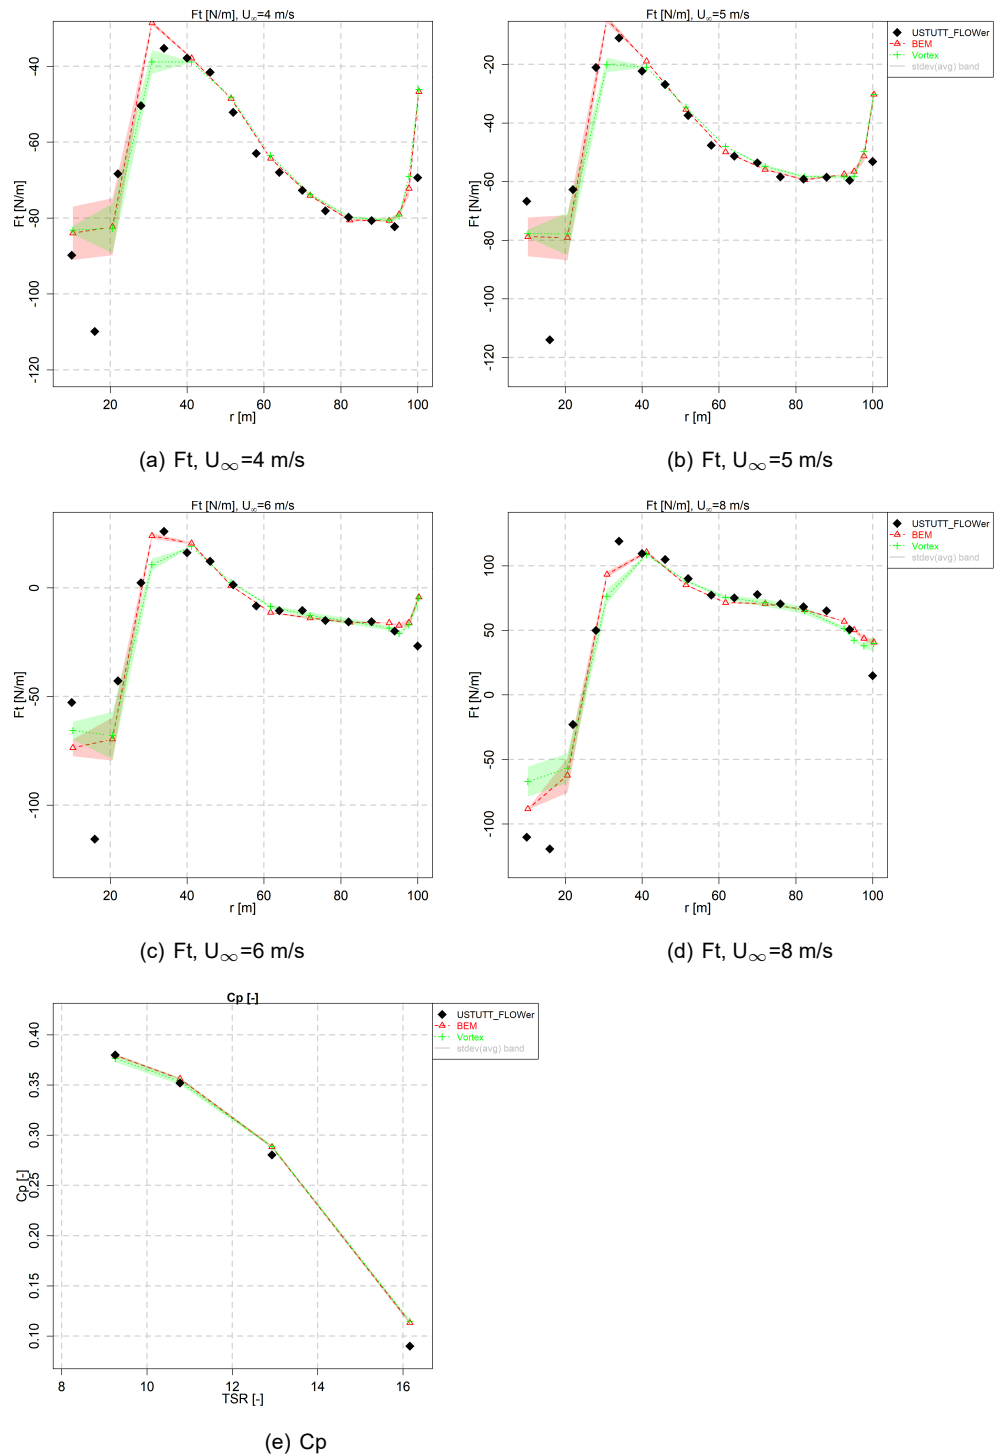 Ft [N/m], U∞=4 m/s
Ft [N/m]
-40
-60
-80
-100
-120
20 40 60 80 100
r [m]
(a) Ft, U∞=4 m/s
Ft [N/m], U∞=5 m/s
USTUTT_FLOWer
BEM
Vortex
stdev(avg) band
Ft [N/m]
-20
-40
-60
-80
-100
-120
20 40 60 80 100
r [m]
(b) Ft, U∞=5 m/s
Ft [N/m], U∞=6 m/s
Ft [N/m]
0
-50
-100
20 40 60 80 100
r [m]
(c) Ft, U∞=6 m/s
Ft [N/m], U∞=8 m/s
USTUTT_FLOWer
BEM
Vortex
stdev(avg) band
Ft [N/m]
100
50
0
-50
-100
20 40 60 80 100
r [m]
(d) Ft, U∞=8 m/s
Cp [-]
USTUTT_FLOWer
BEM
Vortex
stdev(avg) band
Cp [-]
0.40
0.35
0.30
0.25
0.20
0.15
0.10
8 10 12 14 16
TSR [-]
(e) Cp